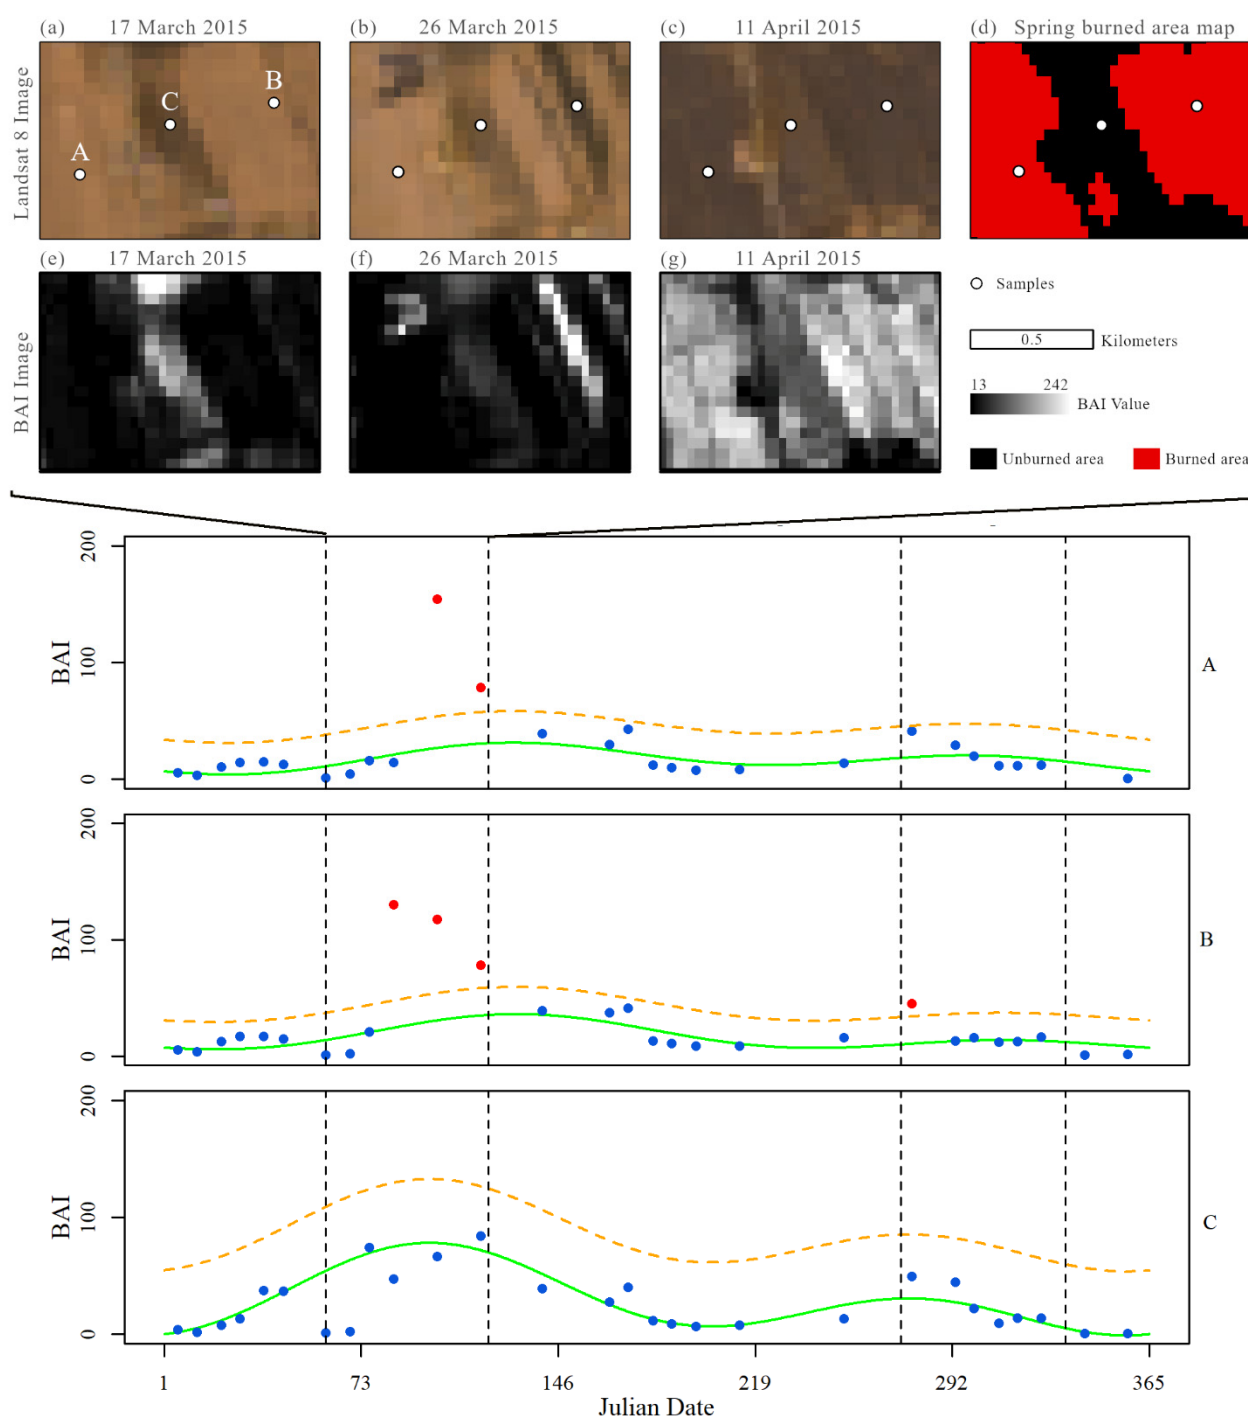 (a) 17 March 2015
(b) 26 March 2015
(c) 11 April 2015
(d) Spring burned area map
Landsat 8 Image
A
C
B
(e) 17 March 2015
(f) 26 March 2015
(g) 11 April 2015
BAI Image
Samples
0.5 Kilometers
13 242
BAI Value
Unburned area
Burned area
200
100
0
BAI
A
200
100
0
BAI
B
200
100
0
BAI
C
1 73 146 219 292 365
Julian Date